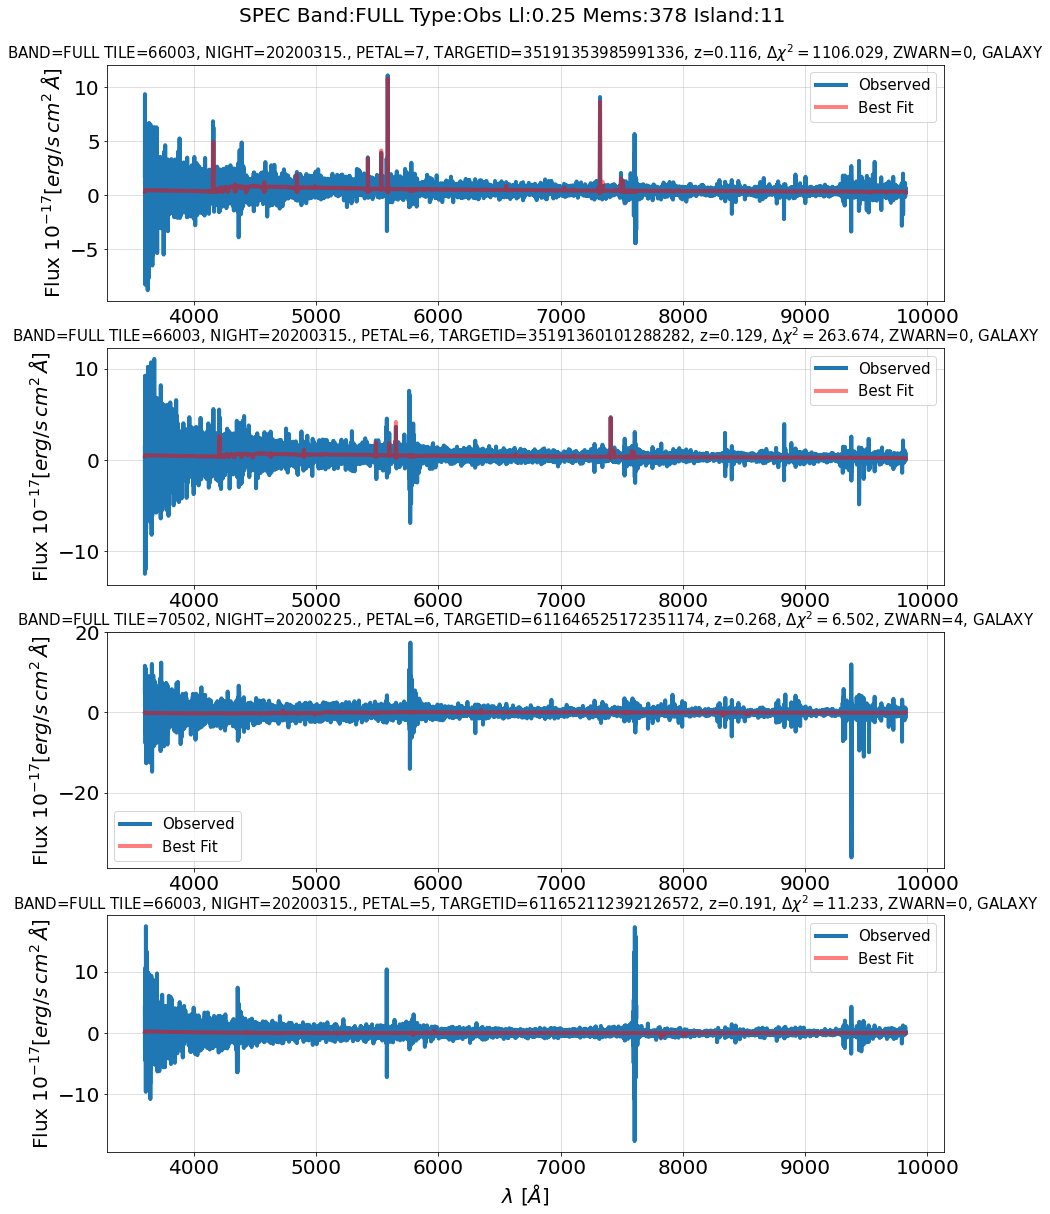 SPEC Band:FULL Type:Obs Ll:0.25 Mems:378 Island:11
BAND=FULL TILE=66003, NIGHT=20200315., PETAL=7, TARGETID=35191353985991336, z=0.116, Δχ²=1106.029, ZWARN=0, GALAXY
Flux 10⁻¹⁷[erg/s cm² Å]
10
5
0
−5
Observed
Best Fit
4000 5000 6000 7000 8000 9000 10000
BAND=FULL TILE=66003, NIGHT=20200315., PETAL=6, TARGETID=35191360101288282, z=0.129, Δχ²=263.674, ZWARN=0, GALAXY
Flux 10⁻¹⁷[erg/s cm² Å]
10
0
−10
Observed
Best Fit
4000 5000 6000 7000 8000 9000 10000
BAND=FULL TILE=70502, NIGHT=20200225., PETAL=6, TARGETID=611646525172351174, z=0.268, Δχ²=6.502, ZWARN=4, GALAXY
Flux 10⁻¹⁷[erg/s cm² Å]
20
0
−20
Observed
Best Fit
4000 5000 6000 7000 8000 9000 10000
BAND=FULL TILE=66003, NIGHT=20200315., PETAL=5, TARGETID=611652112392126572, z=0.191, Δχ²=11.233, ZWARN=0, GALAXY
Flux 10⁻¹⁷[erg/s cm² Å]
10
0
−10
Observed
Best Fit
4000 5000 6000 7000 8000 9000 10000
λ [Å]